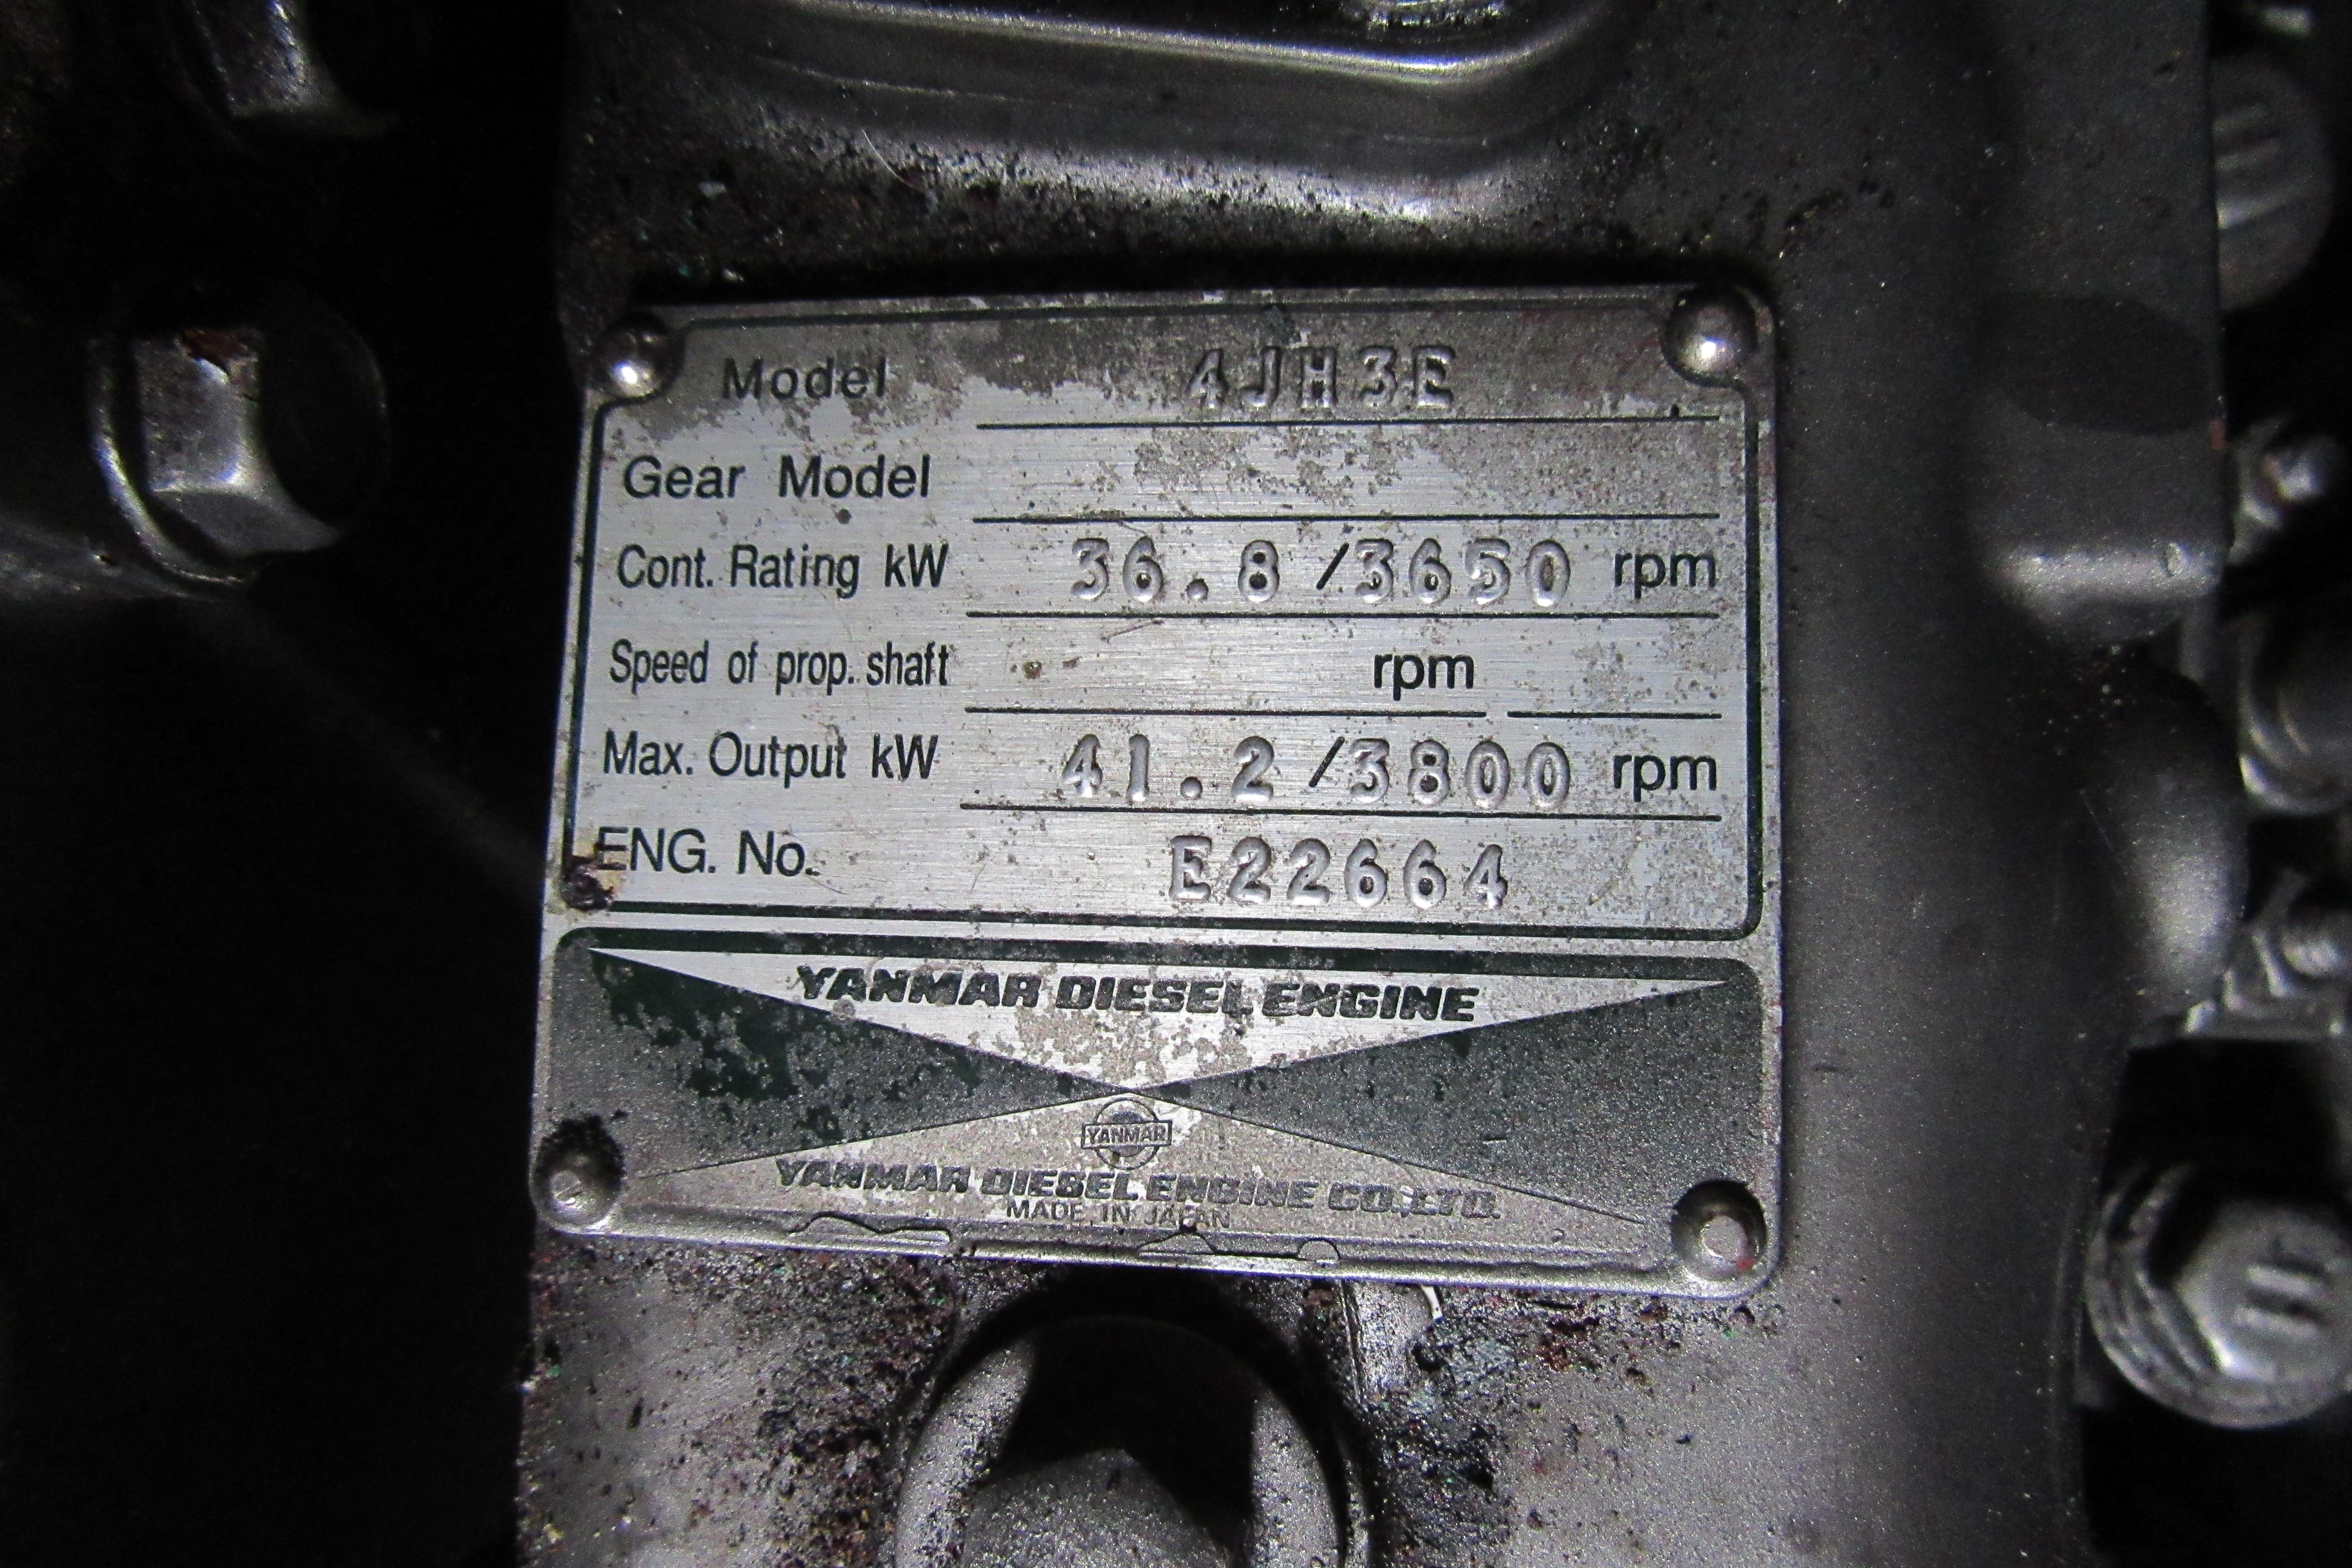 Model 4JH3E
Gear Model
Cont. Rating kW 36.8/3650 rpm
Speed of prop. shaft rpm
Max. Output kW 41.2/3800 rpm
ENG. No. E22664
YANMAR DIESEL ENGINE
YANMAR
YANMAR DIESEL ENGINE CO.,LTD.
MADE IN JAPAN